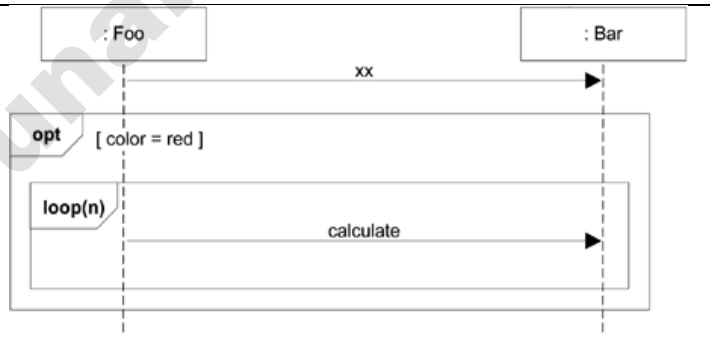 : Foo
: Bar
xx
opt
[ color = red ]
loop(n)
calculate